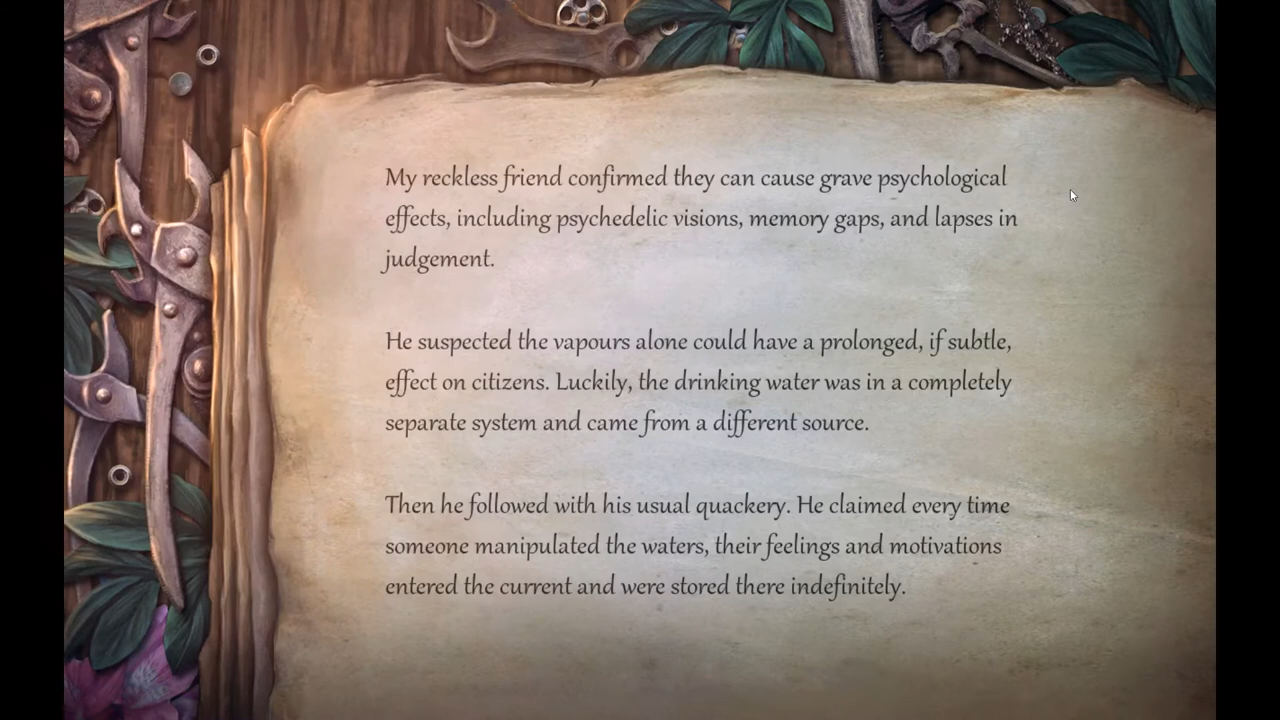 My reckless friend confirmed they can cause grave psychological
effects, including psychedelic visions, memory gaps, and lapses in
judgement.
He suspected the vapours alone could have a prolonged, if subtle,
effect on citizens. Luckily, the drinking water was in a completely
separate system and came from a different source.
Then he followed with his usual quackery. He claimed every time
someone manipulated the waters, their feelings and motivations
entered the current and were stored there indefinitely.